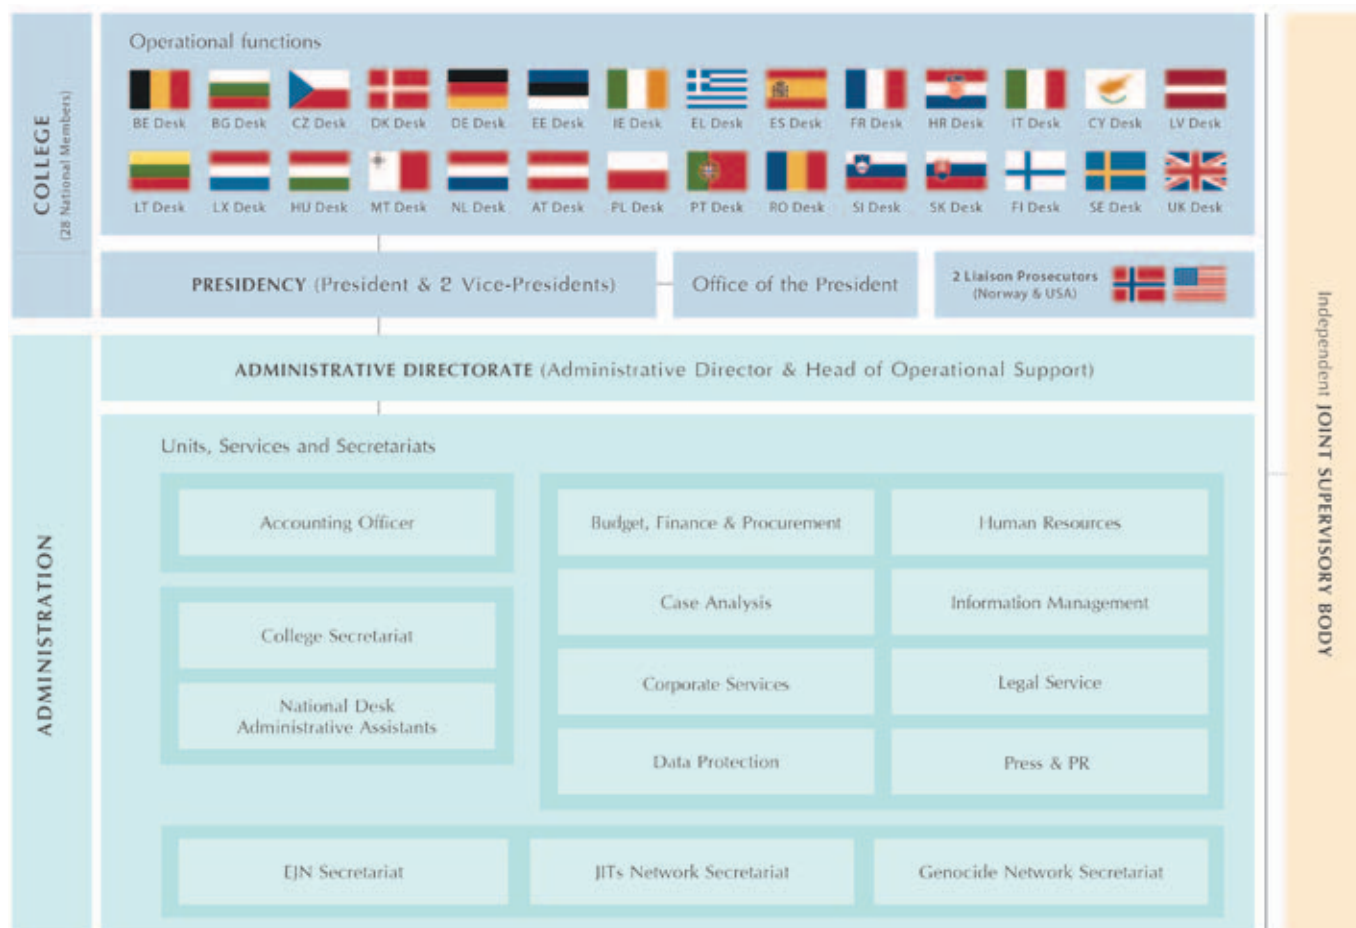 COLLEGE
(28 National Members)
Operational functions
BE Desk BG Desk CZ Desk DK Desk DE Desk EE Desk IE Desk EL Desk ES Desk FR Desk HR Desk IT Desk CY Desk LV Desk
LT Desk LX Desk HU Desk MT Desk NL Desk AT Desk PL Desk PT Desk RO Desk SI Desk SK Desk FI Desk SE Desk UK Desk
PRESIDENCY (President & 2 Vice-Presidents)
Office of the President
2 Liaison Prosecutors
(Norway & USA)
ADMINISTRATION
ADMINISTRATIVE DIRECTORATE (Administrative Director & Head of Operational Support)
Units, Services and Secretariats
Accounting Officer
College Secretariat
National Desk
Administrative Assistants
Budget, Finance & Procurement
Human Resources
Case Analysis
Information Management
Corporate Services
Legal Service
Data Protection
Press & PR
EJN Secretariat
JITs Network Secretariat
Genocide Network Secretariat
Independent JOINT SUPERVISORY BODY